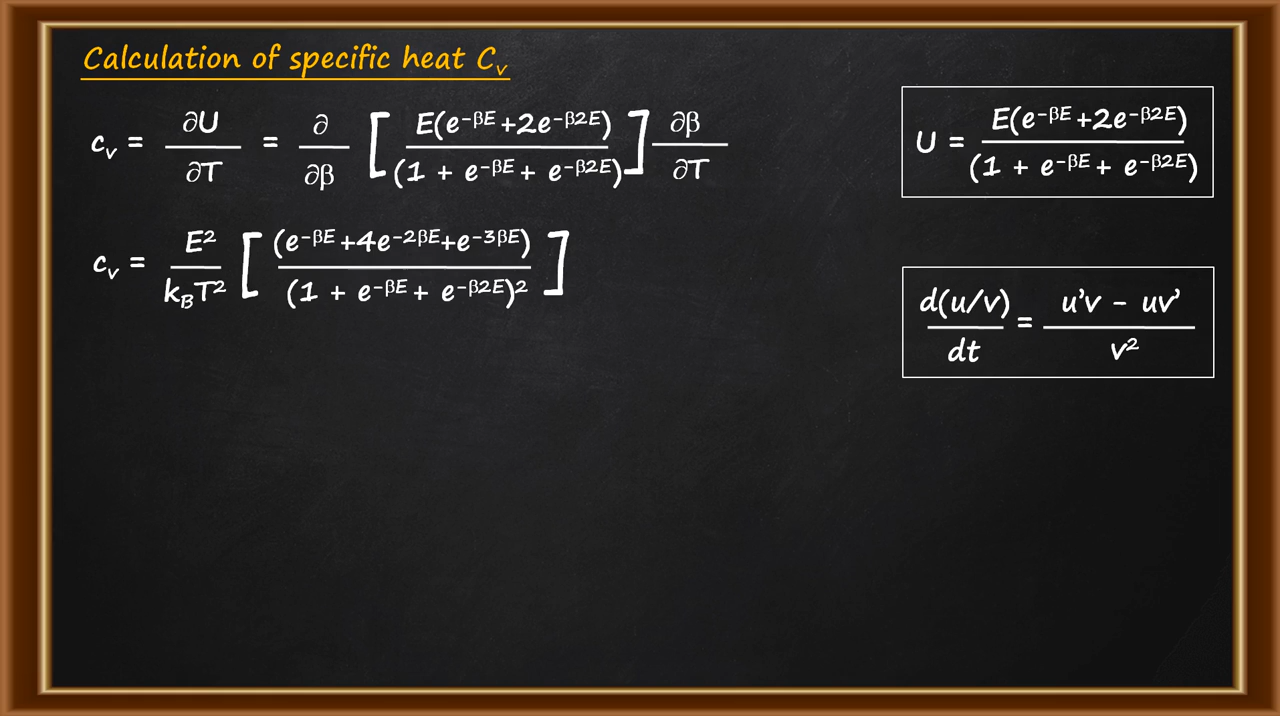 Calculation of specific heat Cᵥ
cᵥ = ∂U/∂T = ∂/∂β [ E(e^{-βE} +2e^{-β2E}) / (1 + e^{-βE} + e^{-β2E}) ] ∂β/∂T
U = E(e^{-βE} +2e^{-β2E}) / (1 + e^{-βE} + e^{-β2E})
cᵥ = E²/k_BT² [ (e^{-βE} +4e^{-2βE}+e^{-3βE}) / (1 + e^{-βE} + e^{-β2E})² ]
d(u/v)/dt = u’v – uv’ / v²